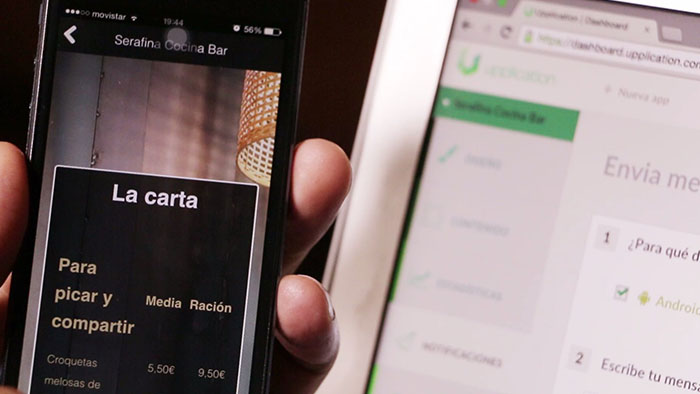 movistar 19:44 56%
Serafina Cocina Bar
La carta
Para
picar y
compartir
Media Ración
Croquetas
melosas de
5,50€ 9,50€
Upplication | Dashboard
https://dashboard.upplication.com
upplication
Nueva app
Serafina Cocina Bar
DISEÑO
CONTENIDO
ESTADÍSTICAS
NOTIFICACIONES
Envia me
1 ¿Para qué d
Android
2 Escribe tu mensa